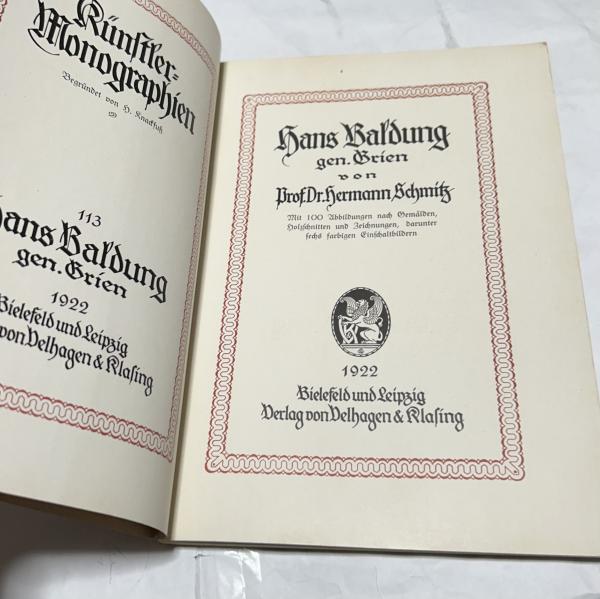 Künstler=
Monographien
Begründet von H. Knackfuß
113
Hans Baldung
gen. Grien
1922
Bielefeld und Leipzig
von Velhagen & Klasing
Hans Baldung
gen. Grien
von
Prof. Dr. Hermann Schmitz
Mit 100 Abbildungen nach Gemälden,
Holzschnitten und Zeichnungen, darunter
sechs farbigen Einschaltbildern
1922
Bielefeld und Leipzig
Verlag von Velhagen & Klasing